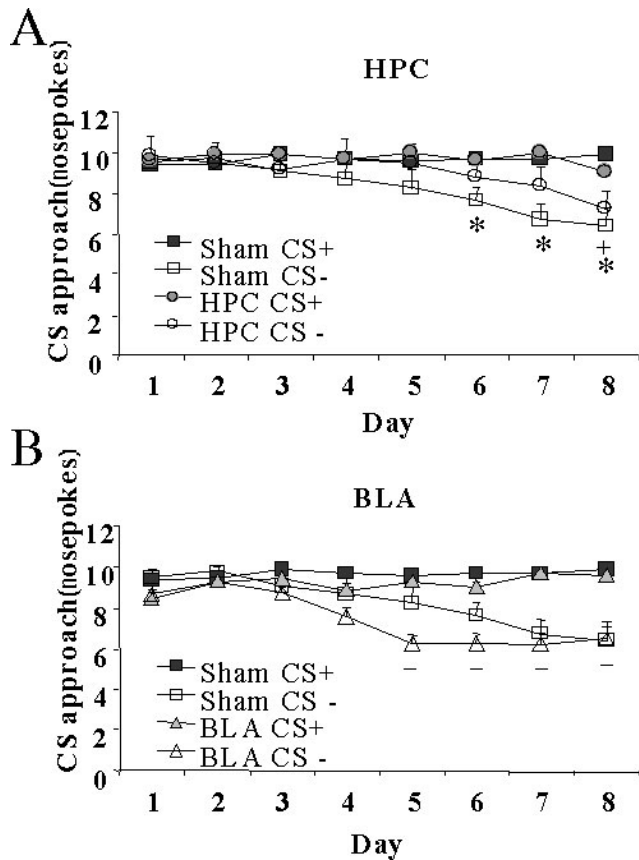 A
HPC
CS approach(nosepokes)
12
10
8
6
4
2
0
Sham CS+
Sham CS-
HPC CS+
HPC CS -
*
*
+
*
1 2 3 4 5 6 7 8
Day
B
BLA
CS approach(nosepokes)
12
10
8
6
4
2
0
Sham CS+
Sham CS -
BLA CS+
BLA CS -
1 2 3 4 5 6 7 8
Day